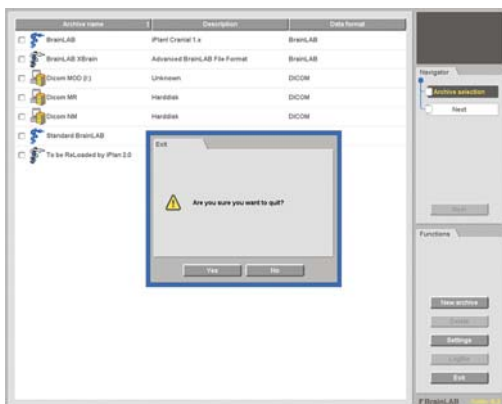 Archive name Description Data format
BrainLAB iPlan! Cranial 1.x BrainLAB
BrainLAB XBrain Advanced BrainLAB File Format BrainLAB
Dicom MOD (I:) Unknown DICOM
Dicom MR Harddisk DICOM
Dicom NM Harddisk DICOM
Standard BrainLAB
To be ReLoaded by iPlan 2.0
Exit
Are you sure you want to quit?
Yes No
Navigator
Archive selection
Next
Next
Functions
New archive
Delete
Settings
Logfile
Exit
BrainLAB